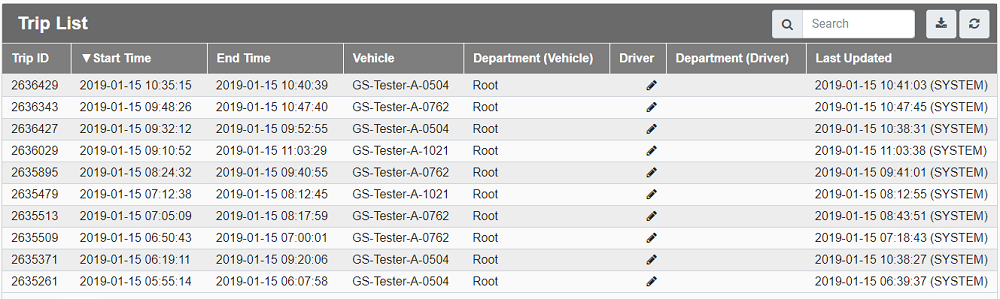 Trip List Search
Trip ID ▼Start Time End Time Vehicle Department (Vehicle) Driver Department (Driver) Last Updated
2636429 2019-01-15 10:35:15 2019-01-15 10:40:39 GS-Tester-A-0504 Root 2019-01-15 10:41:03 (SYSTEM)
2636343 2019-01-15 09:48:26 2019-01-15 10:47:40 GS-Tester-A-0762 Root 2019-01-15 10:47:45 (SYSTEM)
2636427 2019-01-15 09:32:12 2019-01-15 09:52:55 GS-Tester-A-0504 Root 2019-01-15 10:38:31 (SYSTEM)
2636029 2019-01-15 09:10:52 2019-01-15 11:03:29 GS-Tester-A-1021 Root 2019-01-15 11:03:38 (SYSTEM)
2635895 2019-01-15 08:24:32 2019-01-15 09:40:55 GS-Tester-A-0762 Root 2019-01-15 09:41:01 (SYSTEM)
2635479 2019-01-15 07:12:38 2019-01-15 08:12:45 GS-Tester-A-1021 Root 2019-01-15 08:12:55 (SYSTEM)
2635513 2019-01-15 07:05:09 2019-01-15 08:17:59 GS-Tester-A-0762 Root 2019-01-15 08:43:51 (SYSTEM)
2635509 2019-01-15 06:50:43 2019-01-15 07:00:01 GS-Tester-A-0762 Root 2019-01-15 07:18:43 (SYSTEM)
2635371 2019-01-15 06:19:11 2019-01-15 09:20:06 GS-Tester-A-0504 Root 2019-01-15 10:38:27 (SYSTEM)
2635261 2019-01-15 05:55:14 2019-01-15 06:07:58 GS-Tester-A-0504 Root 2019-01-15 06:39:37 (SYSTEM)